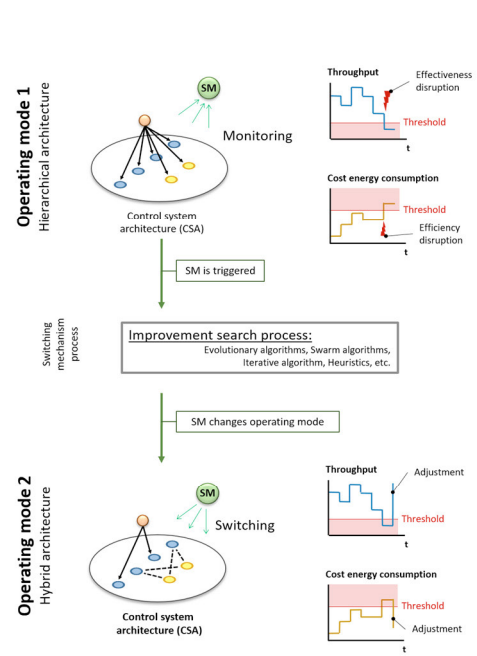 Operating mode 1
Hierarchical architecture
SM
Monitoring
Control system
architecture (CSA)
Throughput
Effectiveness
disruption
Threshold
t
Cost energy consumption
Threshold
Efficiency
disruption
t
SM is triggered
Switching
mechanism
process
Improvement search process:
Evolutionary algorithms, Swarm algorithms,
Iterative algorithm, Heuristics, etc.
SM changes operating mode
Operating mode 2
Hybrid architecture
SM
Switching
Control system
architecture (CSA)
Throughput
Adjustment
Threshold
t
Cost energy consumption
Threshold
Adjustment
t